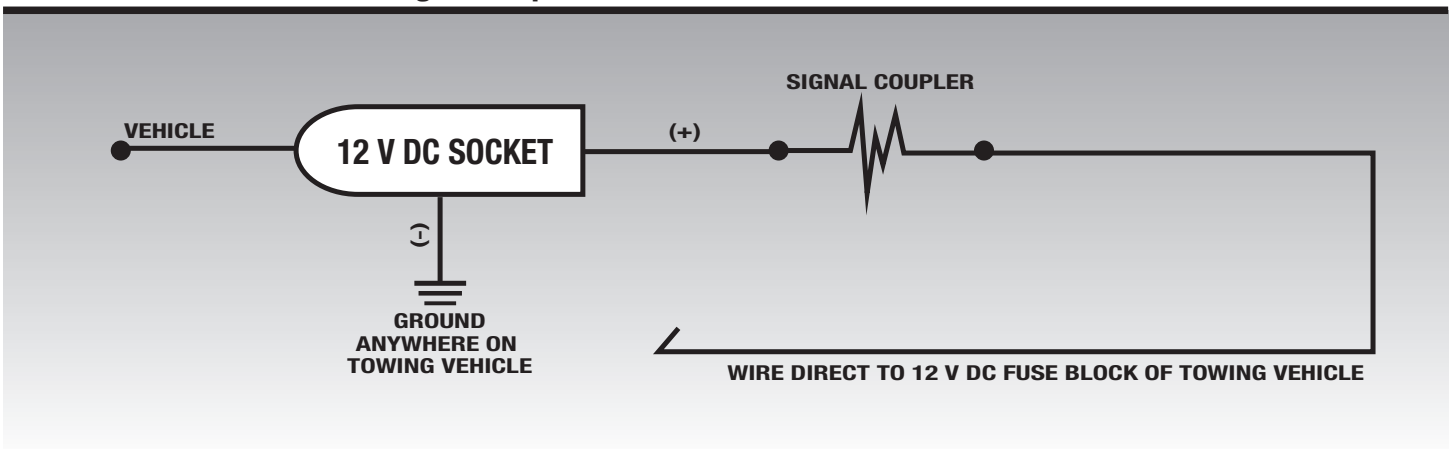 SIGNAL COUPLER
VEHICLE
12 V DC SOCKET
(+)
(-)
GROUND
ANYWHERE ON
TOWING VEHICLE
WIRE DIRECT TO 12 V DC FUSE BLOCK OF TOWING VEHICLE